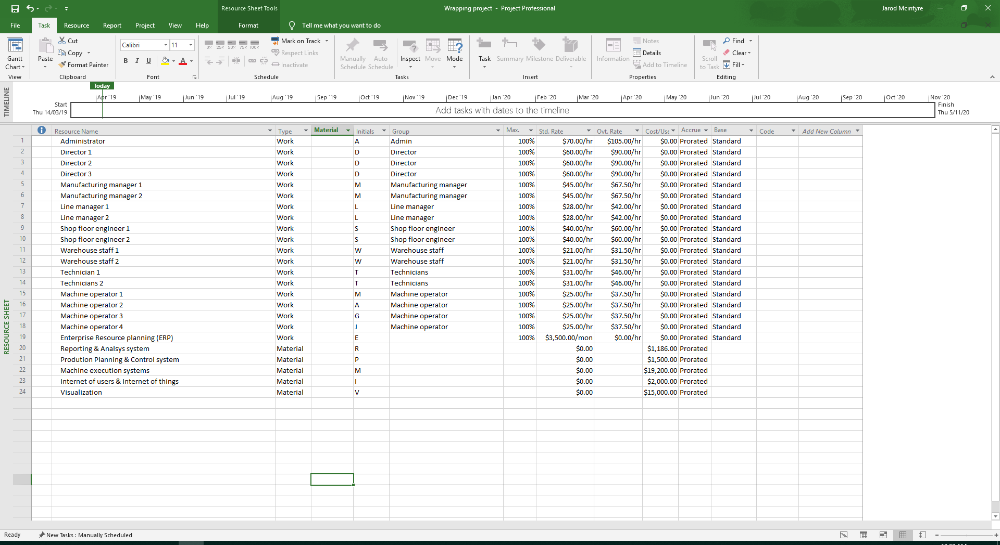 Resource Sheet Tools
Wrapping project - Project Professional
Jarod Mcintyre
File Task Resource Report Project View Help Format Tell me what you want to do
Gantt Chart
View
Paste
Cut
Copy
Format Painter
Clipboard
Calibri 11
B I U A
Font
0% 25% 50% 75% 100%
Mark on Track
Respect Links
Inactivate
Schedule
Manually Schedule
Auto Schedule
Inspect
Move
Mode
Tasks
Task
Summary
Milestone
Deliverable
Insert
Information
Notes
Details
Add to Timeline
Properties
Scroll to Task
Find
Clear
Fill
Editing
TIMELINE
Today
Apr '19 May '19 Jun '19 Jul '19 Aug '19 Sep '19 Oct '19 Nov '19 Dec '19 Jan '20 Feb '20 Mar '20 Apr '20 May '20 Jun '20 Jul '20 Aug '20 Sep '20 Oct '20 Nov '20
Start
Thu 14/03/19
Add tasks with dates to the timeline
Finish
Thu 5/11/20
RESOURCE SHEET
Resource Name Type Material Initials Group Max. Std. Rate Ovt. Rate Cost/Use Accrue Base Code Add New Column
1 Administrator Work A Admin 100% $70.00/hr $105.00/hr $0.00 Prorated Standard
2 Director 1 Work D Director 100% $60.00/hr $90.00/hr $0.00 Prorated Standard
3 Director 2 Work D Director 100% $60.00/hr $90.00/hr $0.00 Prorated Standard
4 Director 3 Work D Director 100% $60.00/hr $90.00/hr $0.00 Prorated Standard
5 Manufacturing manager 1 Work M Manufacturing manager 100% $45.00/hr $67.50/hr $0.00 Prorated Standard
6 Manufacturing manager 2 Work M Manufacturing manager 100% $45.00/hr $67.50/hr $0.00 Prorated Standard
7 Line manager 1 Work L Line manager 100% $28.00/hr $42.00/hr $0.00 Prorated Standard
8 Line manager 2 Work L Line manager 100% $28.00/hr $42.00/hr $0.00 Prorated Standard
9 Shop floor engineer 1 Work S Shop floor engineer 100% $40.00/hr $60.00/hr $0.00 Prorated Standard
10 Shop floor engineer 2 Work S Shop floor engineer 100% $40.00/hr $60.00/hr $0.00 Prorated Standard
11 Warehouse staff 1 Work W Warehouse staff 100% $21.00/hr $31.50/hr $0.00 Prorated Standard
12 Warehouse staff 2 Work W Warehouse staff 100% $21.00/hr $31.50/hr $0.00 Prorated Standard
13 Technician 1 Work T Technicians 100% $31.00/hr $46.00/hr $0.00 Prorated Standard
14 Technicians 2 Work T Technicians 100% $31.00/hr $46.00/hr $0.00 Prorated Standard
15 Machine operator 1 Work M Machine operator 100% $25.00/hr $37.50/hr $0.00 Prorated Standard
16 Machine operator 2 Work A Machine operator 100% $25.00/hr $37.50/hr $0.00 Prorated Standard
17 Machine operator 3 Work G Machine operator 100% $25.00/hr $37.50/hr $0.00 Prorated Standard
18 Machine operator 4 Work J Machine operator 100% $25.00/hr $37.50/hr $0.00 Prorated Standard
19 Enterprise Resource planning (ERP) Work E 100% $3,500.00/mon $0.00/hr $0.00 Prorated Standard
20 Reporting & Analsys system Material R $0.00 $1,186.00 Prorated
21 Prodution Planning & Control system Material P $0.00 $1,500.00 Prorated
22 Machine execution systems Material M $0.00 $19,200.00 Prorated
23 Internet of users & Internet of things Material I $0.00 $2,000.00 Prorated
24 Visualization Material V $0.00 $15,000.00 Prorated
Ready New Tasks : Manually Scheduled